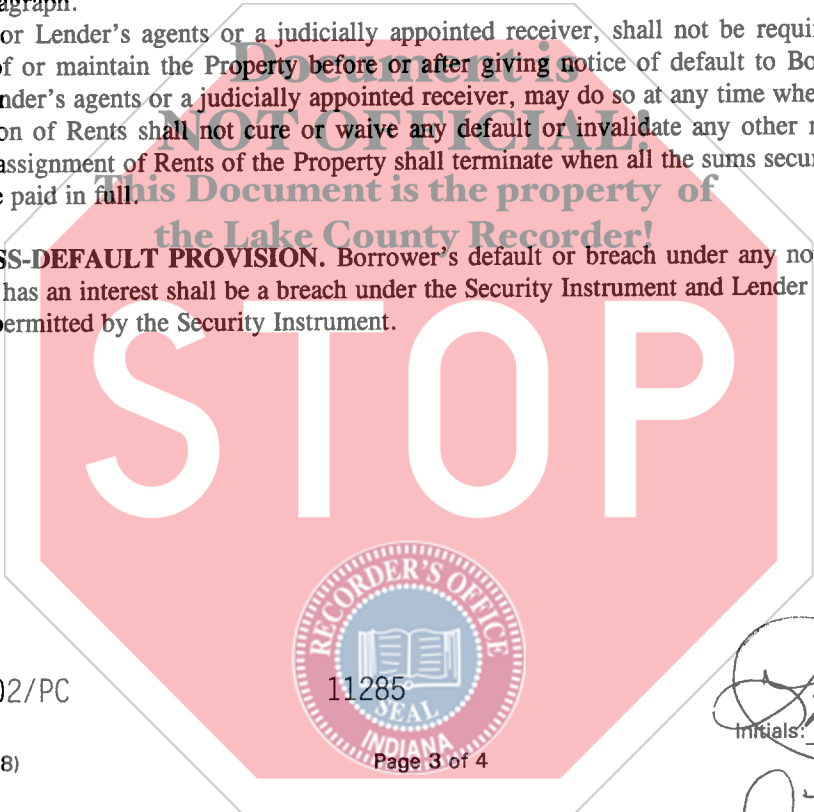 agraph.
or Lender's agents or a judicially appointed receiver, shall not be requi
f or maintain the Property before or after giving notice of default to Bo
nder's agents or a judicially appointed receiver, may do so at any time whe
on of Rents shall not cure or waive any default or invalidate any other
assignment of Rents of the Property shall terminate when all the sums secu
paid in full.
Document is
NOT OFFICIAL!
This Document is the property of
the Lake County Recorder!
SS-DEFAULT PROVISION. Borrower's default or breach under any no
has an interest shall be a breach under the Security Instrument and Lender
permitted by the Security Instrument.
STOP
RECORDER'S OFFICE
SEAL
INDIANA
02/PC
11285
Initials:
8)
Page 3 of 4